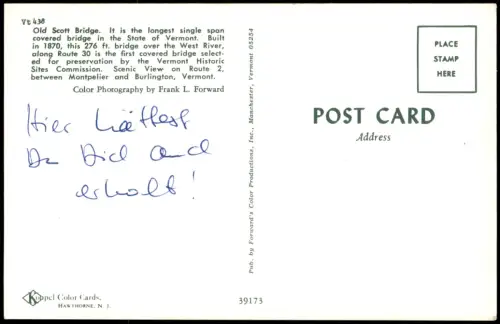 Vt 438
Old Scott Bridge. It is the longest single span
covered bridge in the State of Vermont. Built
in 1870, this 276 ft. bridge over the West River,
along Route 30 is the first covered bridge select-
ed for preservation by the Vermont Historic
Sites Commission. Scenic View on Route 2,
between Montpelier and Burlington, Vermont.
Color Photography by Frank L. Forward
Hier hättest
Du Dich auch
erholt!
Koppel Color Cards,
HAWTHORNE, N. J.
Pub. by Forward's Color Productions, Inc., Manchester, Vermont 05254
39173
PLACE
STAMP
HERE
POST CARD
Address